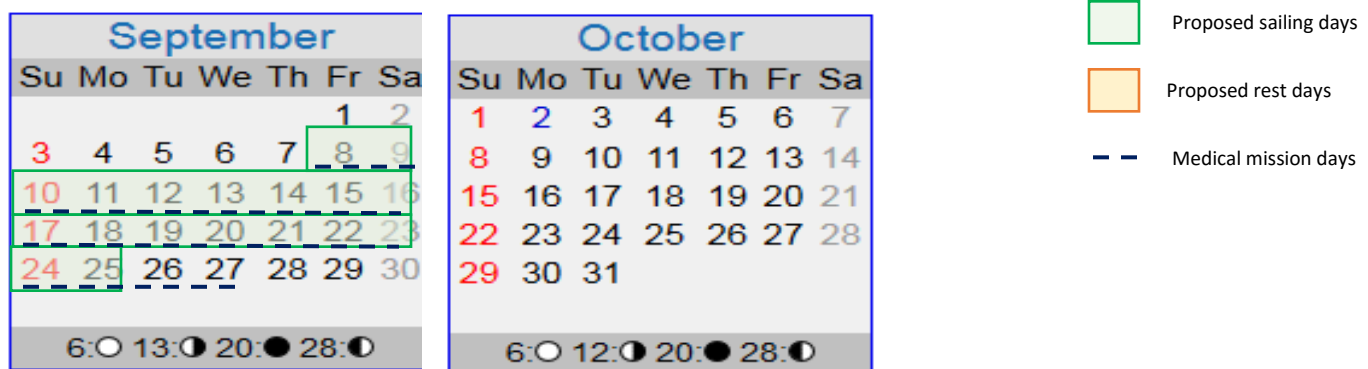 September
Su Mo Tu We Th Fr Sa
1 2
3 4 5 6 7 8 9
10 11 12 13 14 15 16
17 18 19 20 21 22 23
24 25 26 27 28 29 30
6:○ 13:◑ 20:● 28:◐
October
Su Mo Tu We Th Fr Sa
1 2 3 4 5 6 7
8 9 10 11 12 13 14
15 16 17 18 19 20 21
22 23 24 25 26 27 28
29 30 31
6:○ 12:◑ 20:● 28:◐
Proposed sailing days
Proposed rest days
Medical mission days